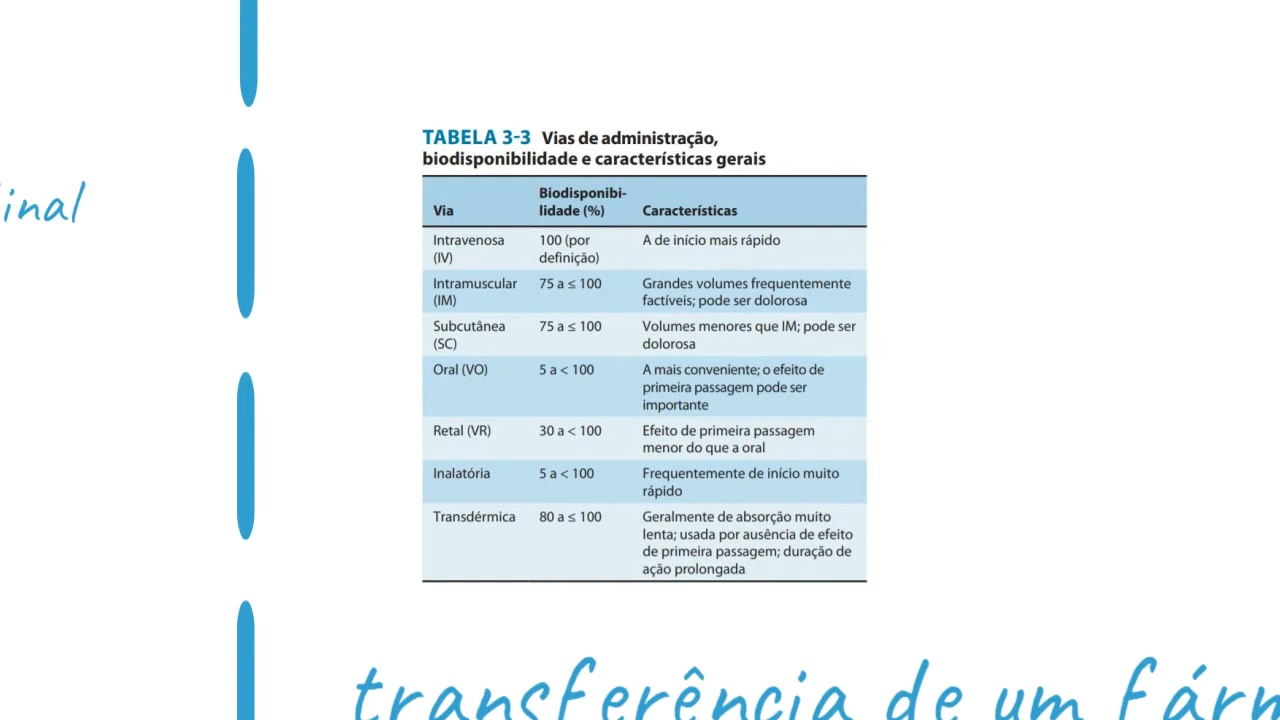 inal
TABELA 3-3 Vias de administração,
biodisponibilidade e características gerais
Via Biodisponibi-lidade (%) Características
Intravenosa (IV) 100 (por definição) A de início mais rápido
Intramuscular (IM) 75 a ≤ 100 Grandes volumes frequentemente factíveis; pode ser dolorosa
Subcutânea (SC) 75 a ≤ 100 Volumes menores que IM; pode ser dolorosa
Oral (VO) 5 a < 100 A mais conveniente; o efeito de primeira passagem pode ser importante
Retal (VR) 30 a < 100 Efeito de primeira passagem menor do que a oral
Inalatória 5 a < 100 Frequentemente de início muito rápido
Transdérmica 80 a ≤ 100 Geralmente de absorção muito lenta; usada por ausência de efeito de primeira passagem; duração de ação prolongada
transferência de um fárm